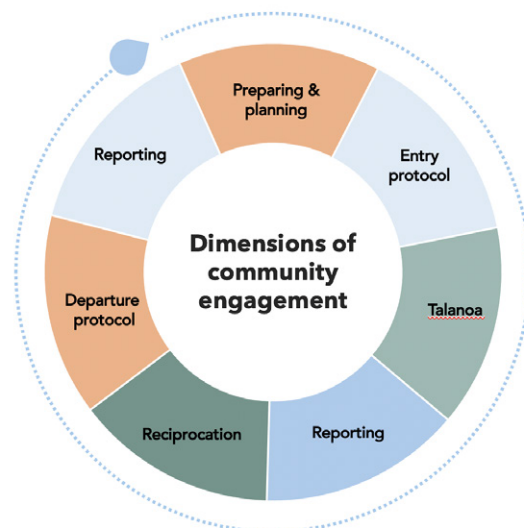 Preparing &
planning
Entry
protocol
Talanoa
Reporting
Reciprocation
Departure
protocol
Reporting
Dimensions of
community
engagement